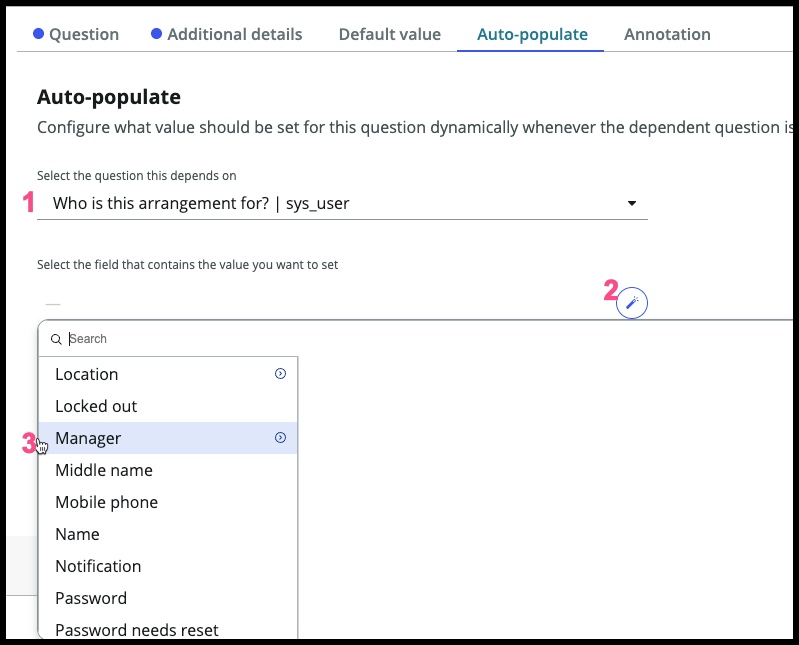 Question Additional details Default value Auto-populate Annotation
Auto-populate
Configure what value should be set for this question dynamically whenever the dependent question is
Select the question this depends on
1 Who is this arrangement for? | sys_user
Select the field that contains the value you want to set
—
2
Search
Location
Locked out
3 Manager
Middle name
Mobile phone
Name
Notification
Password
Password needs reset